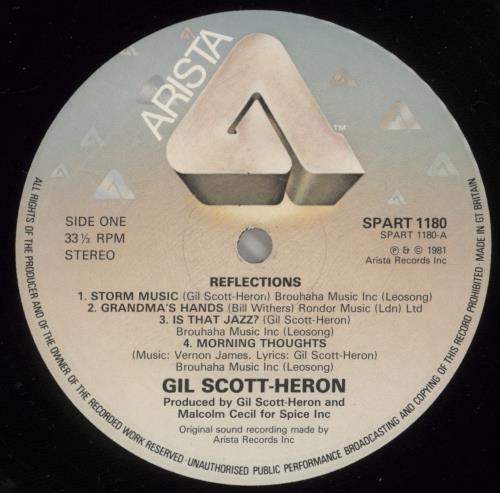 ARISTA
TM
SIDE ONE
33⅓ RPM
STEREO
SPART 1180
SPART 1180-A
℗ & © 1981
Arista Records Inc
REFLECTIONS
1. STORM MUSIC (Gil Scott-Heron) Brouhaha Music Inc (Leosong)
2. GRANDMA'S HANDS (Bill Withers) Rondor Music (Ldn) Ltd
3. IS THAT JAZZ? (Gil Scott-Heron)
Brouhaha Music Inc (Leosong)
4. MORNING THOUGHTS
(Music: Vernon James. Lyrics: Gil Scott-Heron)
Brouhaha Music Inc (Leosong)
GIL SCOTT-HERON
Produced by Gil Scott-Heron and
Malcolm Cecil for Spice Inc
Original sound recording made by
Arista Records Inc
ALL RIGHTS OF THE PRODUCER AND OF THE OWNER OF THE RECORDED WORK RESERVED · UNAUTHORISED PUBLIC PERFORMANCE BROADCASTING AND COPYING OF THIS RECORD PROHIBITED · MADE IN GT BRITAIN